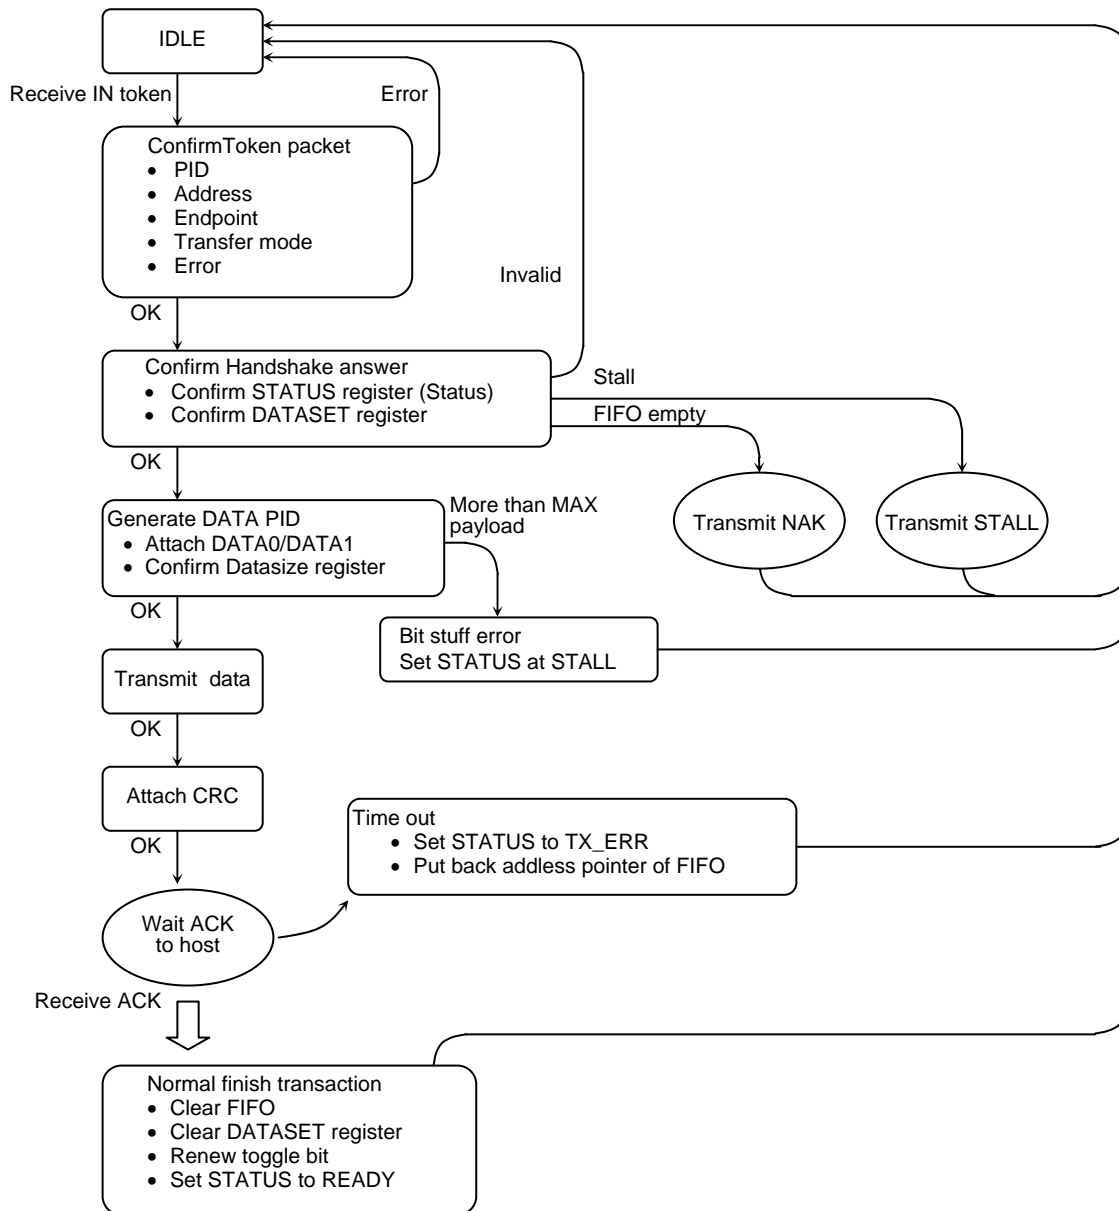 IDLE
Receive IN token
Error
ConfirmToken packet
• PID
• Address
• Endpoint
• Transfer mode
• Error
Invalid
OK
Confirm Handshake answer
• Confirm STATUS register (Status)
• Confirm DATASET register
Stall
FIFO empty
OK
Transmit NAK
Transmit STALL
Generate DATA PID
• Attach DATA0/DATA1
• Confirm Datasize register
More than MAX
payload
OK
Bit stuff error
Set STATUS at STALL
Transmit data
OK
Attach CRC
OK
Time out
• Set STATUS to TX_ERR
• Put back addless pointer of FIFO
Wait ACK
to host
Receive ACK
Normal finish transaction
• Clear FIFO
• Clear DATASET register
• Renew toggle bit
• Set STATUS to READY